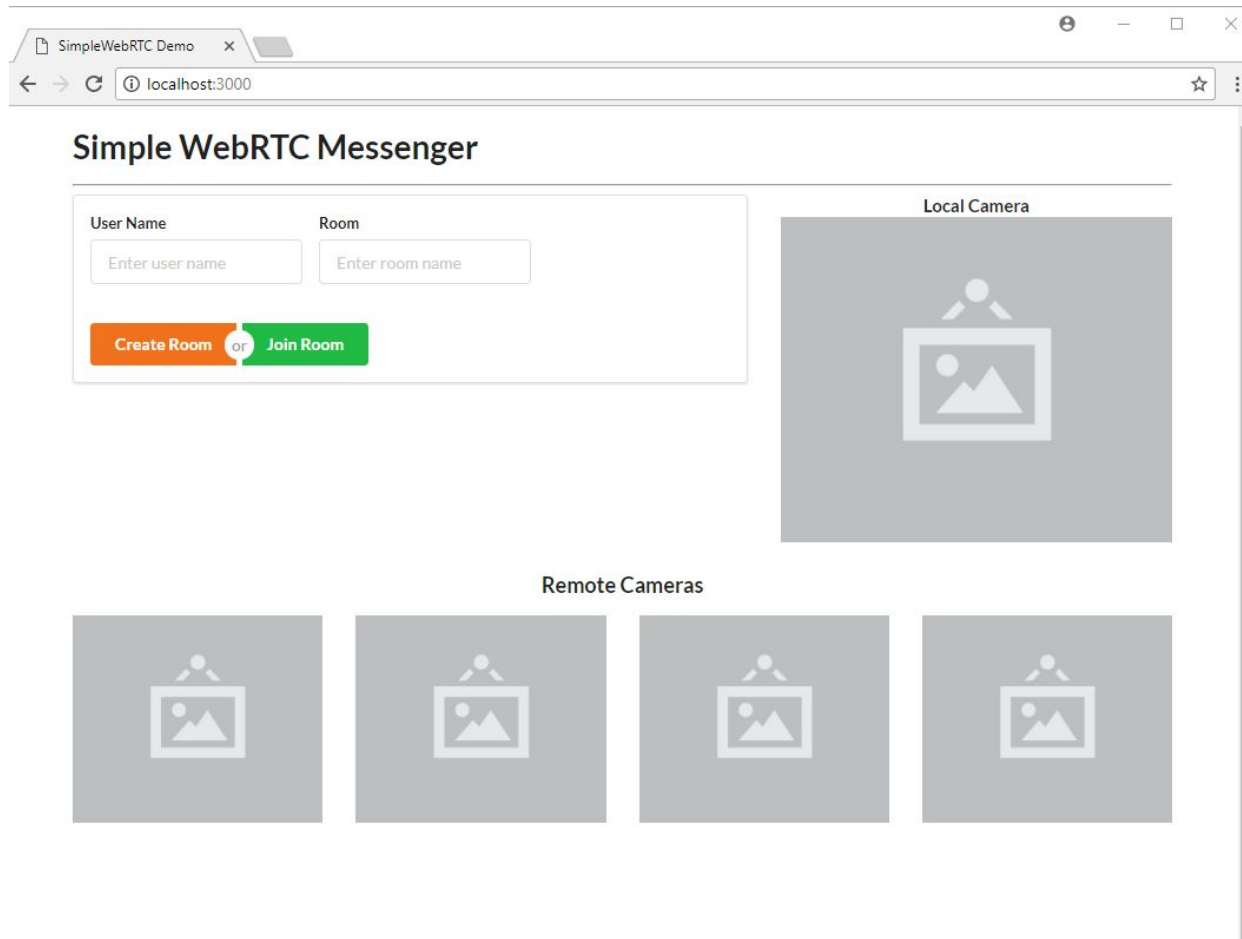 SimpleWebRTC Demo
localhost:3000
Simple WebRTC Messenger
User Name Room
Enter user name Enter room name
Create Room or Join Room
Local Camera
Remote Cameras